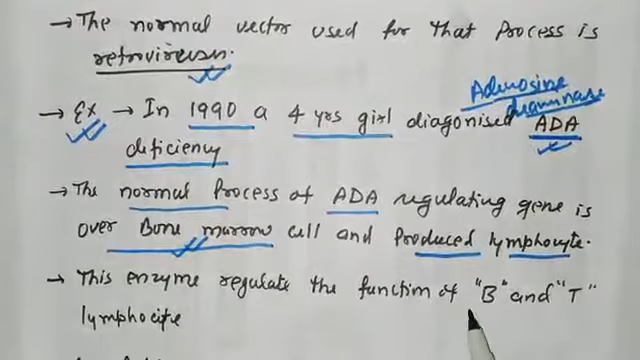 → The normal vector used for that Process is
retrovirus.
Adenosine
deaminase
→ Ex → In 1990 a 4 yrs girl diagonised ADA
deficiency
→ The normal Process of ADA regulating gene is
over Bone marrow cell and Produced lymphocyte.
→ This enzyme regulate the function of "B" and "T"
lymphocite